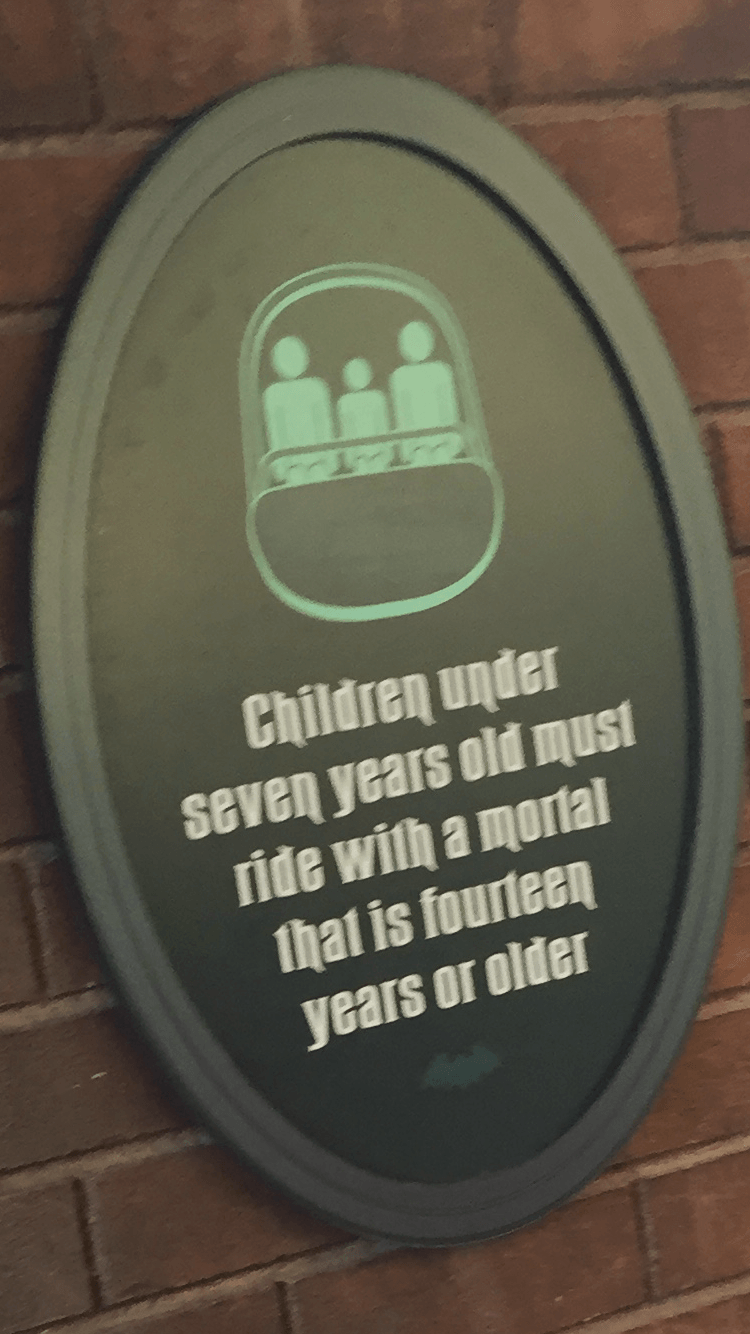 Children under
seven years old must
ride with a mortal
that is fourteen
years or older